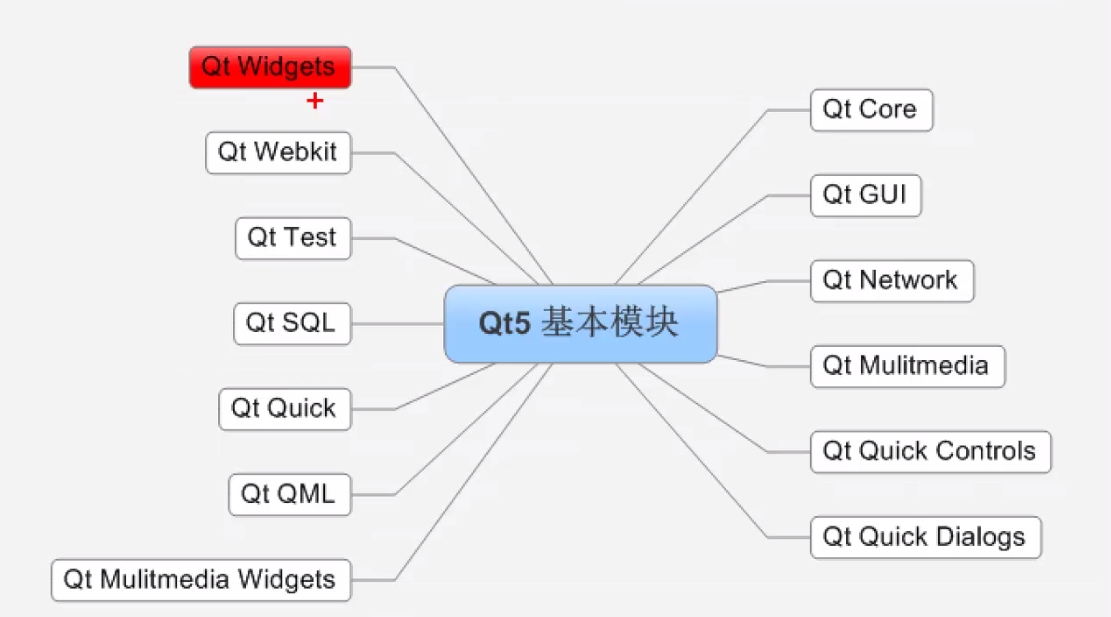 Qt Widgets
Qt Webkit
Qt Test
Qt SQL
Qt Quick
Qt QML
Qt Mulitmedia Widgets
Qt5 基本模块
Qt Core
Qt GUI
Qt Network
Qt Mulitmedia
Qt Quick Controls
Qt Quick Dialogs